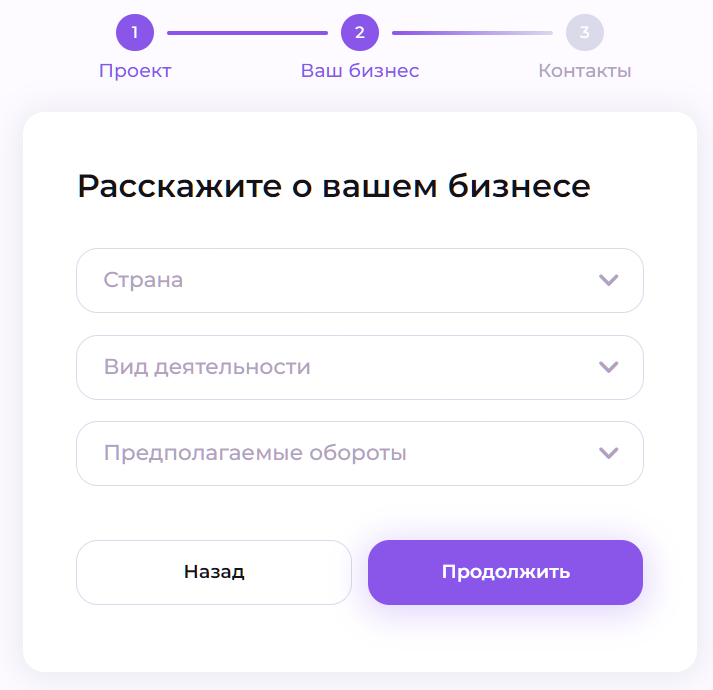 1
2
3
Проект
Ваш бизнес
Контакты
Расскажите о вашем бизнесе
Страна
Вид деятельности
Предполагаемые обороты
Назад
Продолжить